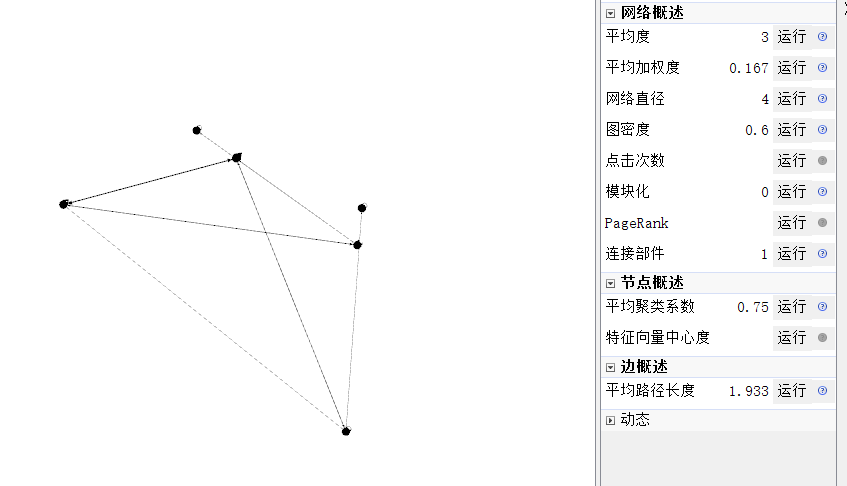 网络概述
平均度 3 运行
平均加权度 0.167 运行
网络直径 4 运行
图密度 0.6 运行
点击次数 运行
模块化 0 运行
PageRank 运行
连接部件 1 运行
节点概述
平均聚类系数 0.75 运行
特征向量中心度 运行
边概述
平均路径长度 1.933 运行
动态